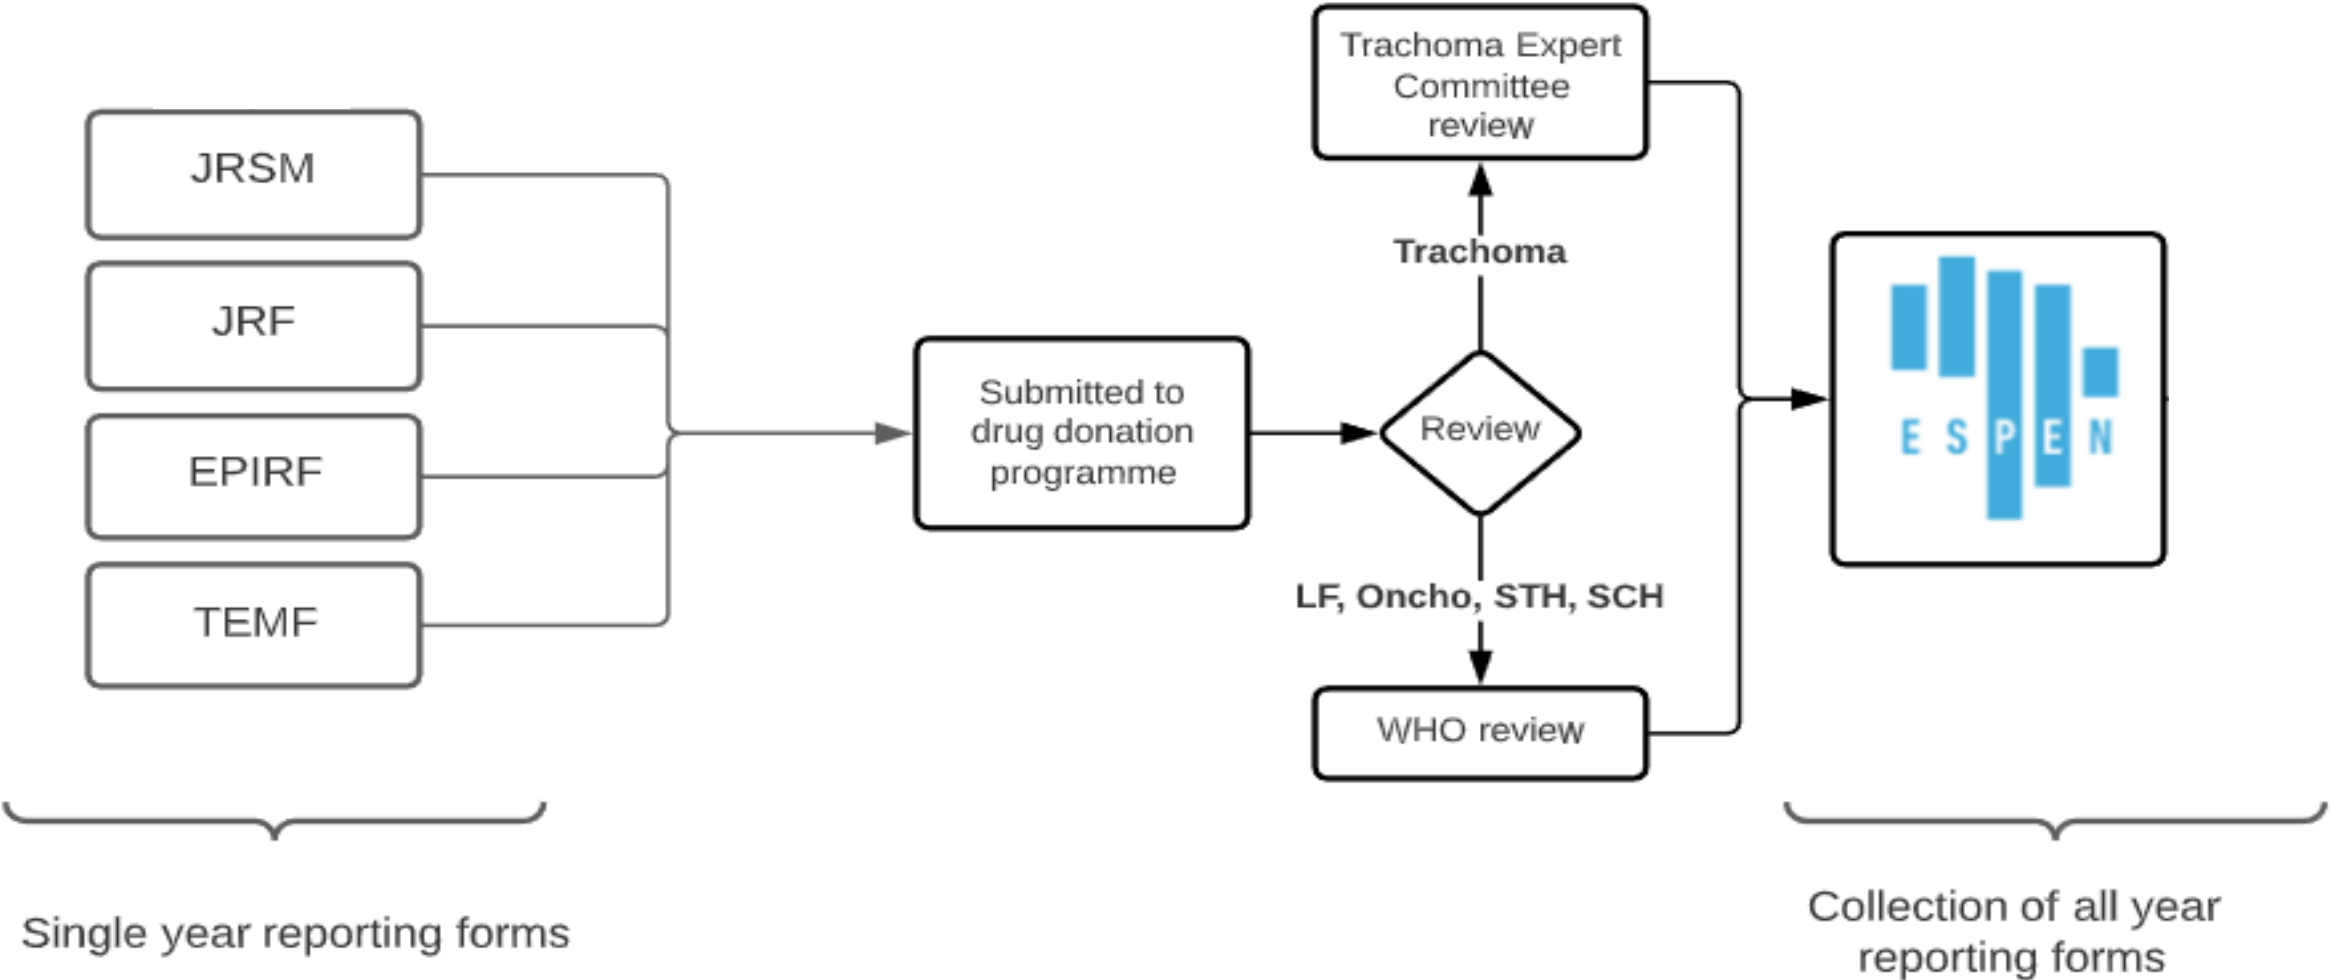 JRSM
JRF
EPIRF
TEMF
Single year reporting forms
Submitted to
drug donation
programme
Review
Trachoma
Trachoma Expert
Committee
review
LF, Oncho, STH, SCH
WHO review
ESPEN
Collection of all year
reporting forms